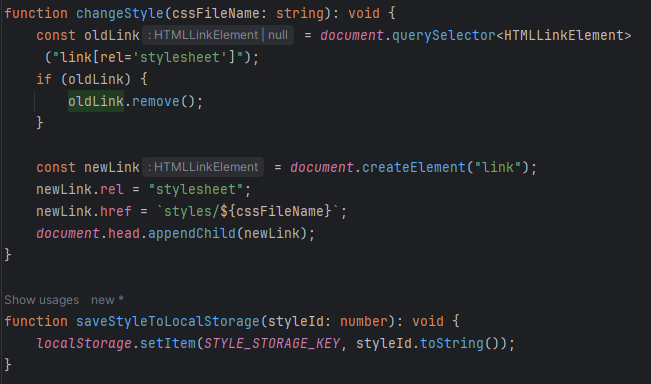 function changeStyle(cssFileName: string): void {
    const oldLink : HTMLLinkElement | null = document.querySelector<HTMLLinkElement>
     ("link[rel='stylesheet']");
    if (oldLink) {
        oldLink.remove();
    }
    const newLink : HTMLLinkElement = document.createElement("link");
    newLink.rel = "stylesheet";
    newLink.href = `styles/${cssFileName}`;
    document.head.appendChild(newLink);
}
Show usages new *
function saveStyleToLocalStorage(styleId: number): void {
    localStorage.setItem(STYLE_STORAGE_KEY, styleId.toString());
}